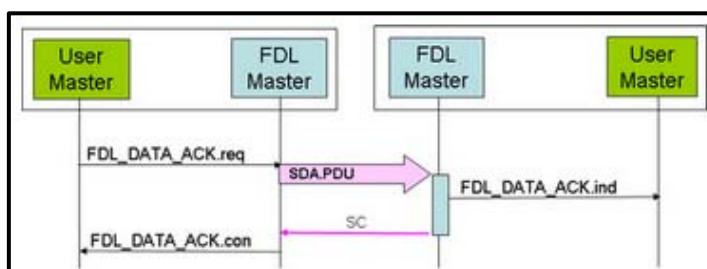 User
Master
FDL
Master
FDL
Master
User
Master
FDL_DATA_ACK.req
SDA.PDU
FDL_DATA_ACK.ind
SC
FDL_DATA_ACK.con